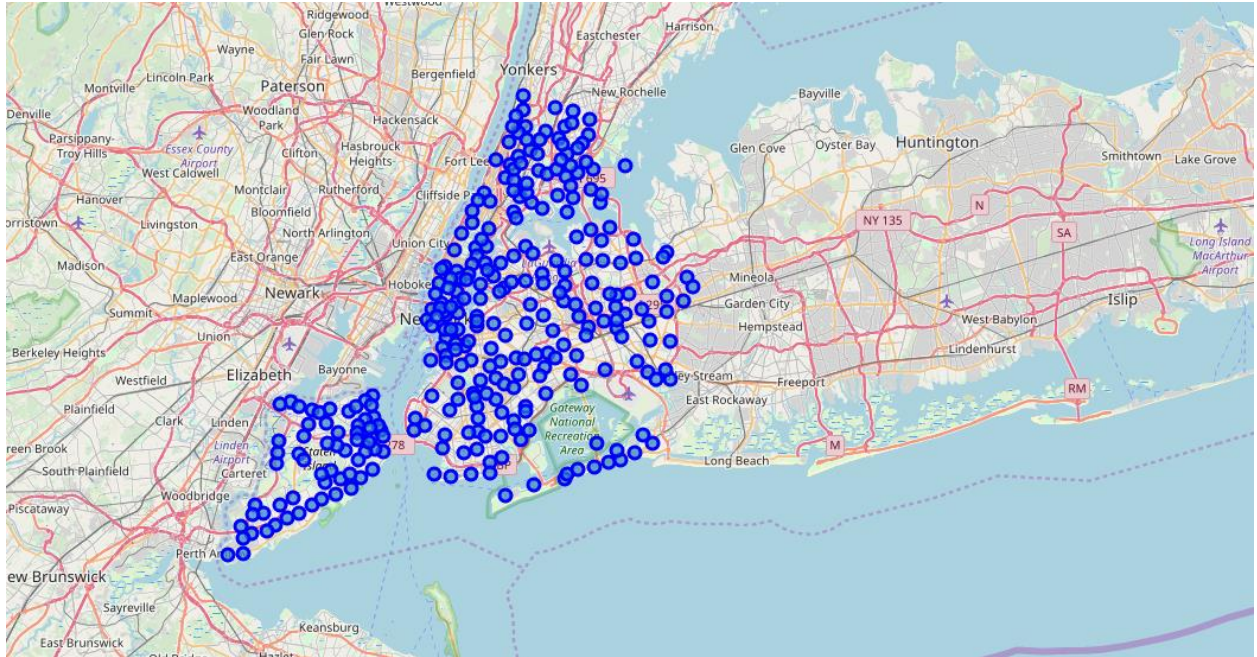 Westwood
Harrison
Ridgewood
Eastchester
Glen Rock
Wayne
Fair Lawn
Yonkers
Lincoln Park
Bergenfield
Montville
Paterson
New Rochelle
Bayville
Denville
Woodland
Park
Hackensack
Parsippany-
Troy Hills
Essex County
Airport
Clifton
Hasbrouck
Heights
Glen Cove
Oyster Bay
Huntington
Smithtown
West Caldwell
Fort Lee
Lake Grove
Montclair
Rutherford
Cliffside
695
Hanover
Bloomfield
N
NY 135
Livingston
North Arlington
SA
Union City
East Orange
Long Island
MacArthur
Airport
Madison
Newark
Hoboken
Mineola
Maplewood
Islip
Summit
Garden City
West Babylon
Union
Hempstead
Berkeley Heights
Lindenhurst
Bayonne
Westfield
Elizabeth
Freeport
RM
East Rockaway
Plainfield
Clark
Linden
Gateway
National
Recreation
Area
Linden
Airport
78
M
South Plainfield
Carteret
Long Beach
Woodbridge
Piscataway
Perth
Sayreville
East Brunswick
Keansburg